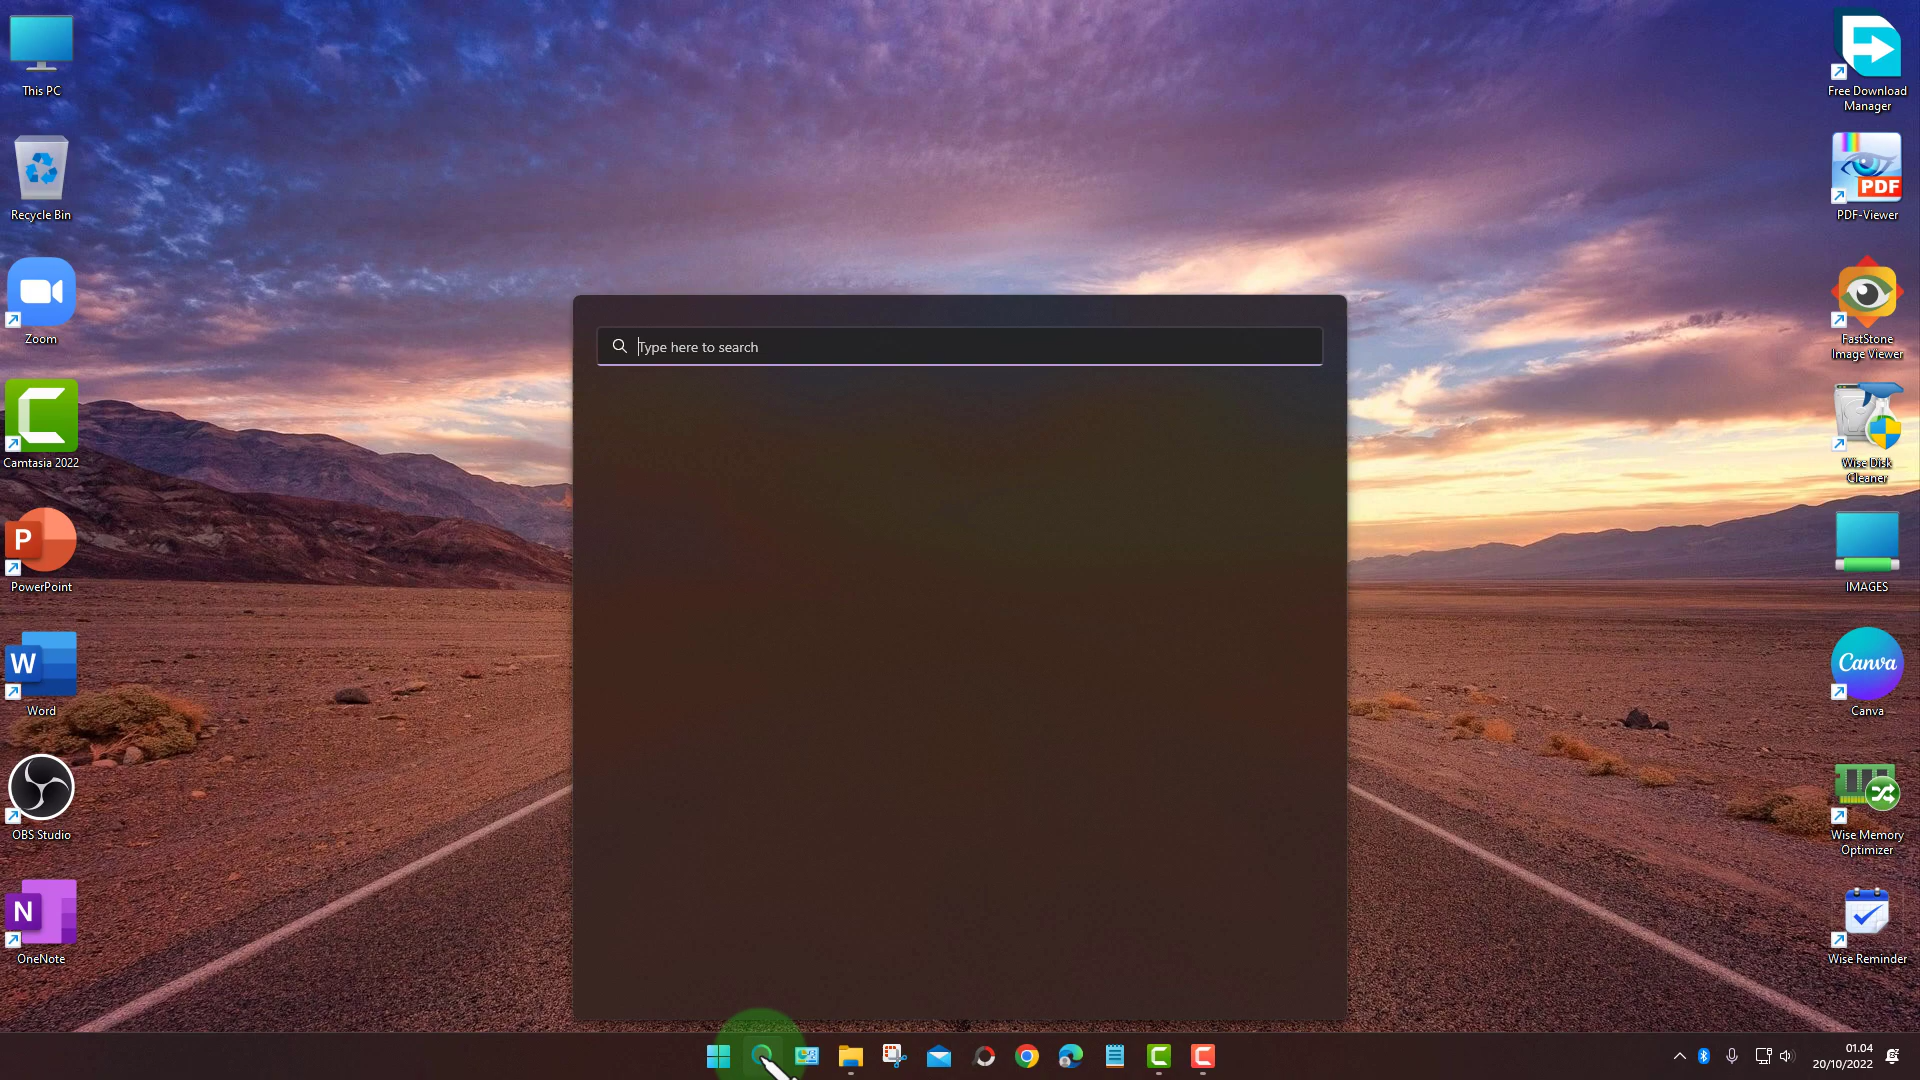 This PC
Recycle Bin
Zoom
Camtasia 2022
P
PowerPoint
W
Word
OBS Studio
N
OneNote
Type here to search
Free Download
Manager
PDF
PDF-Viewer
FastStone
Image Viewer
Wise Disk
Cleaner
IMAGES
Canva
Canva
Wise Memory
Optimizer
Wise Reminder
01.04
20/10/2022